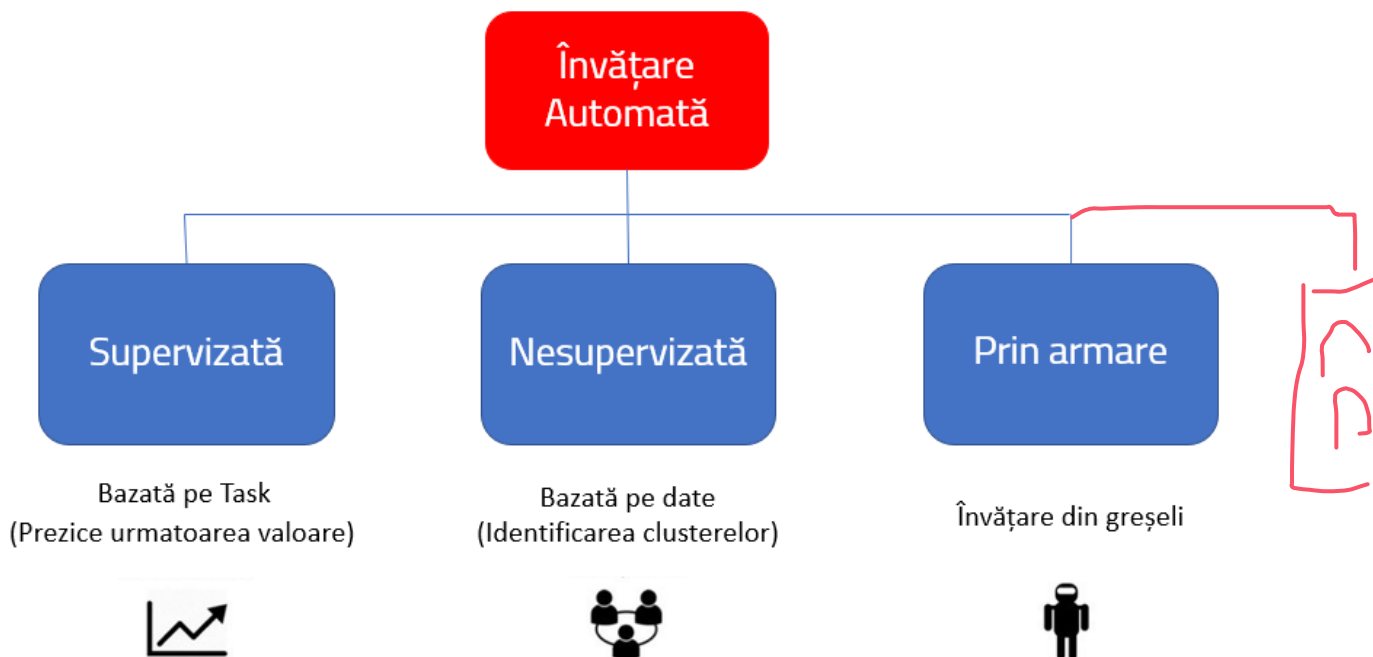 Învățare
Automată
Supervizată
Nesupervizată
Prin armare
Bazată pe Task
(Prezice urmatoarea valoare)
Bazată pe date
(Identificarea clusterelor)
Învățare din greșeli